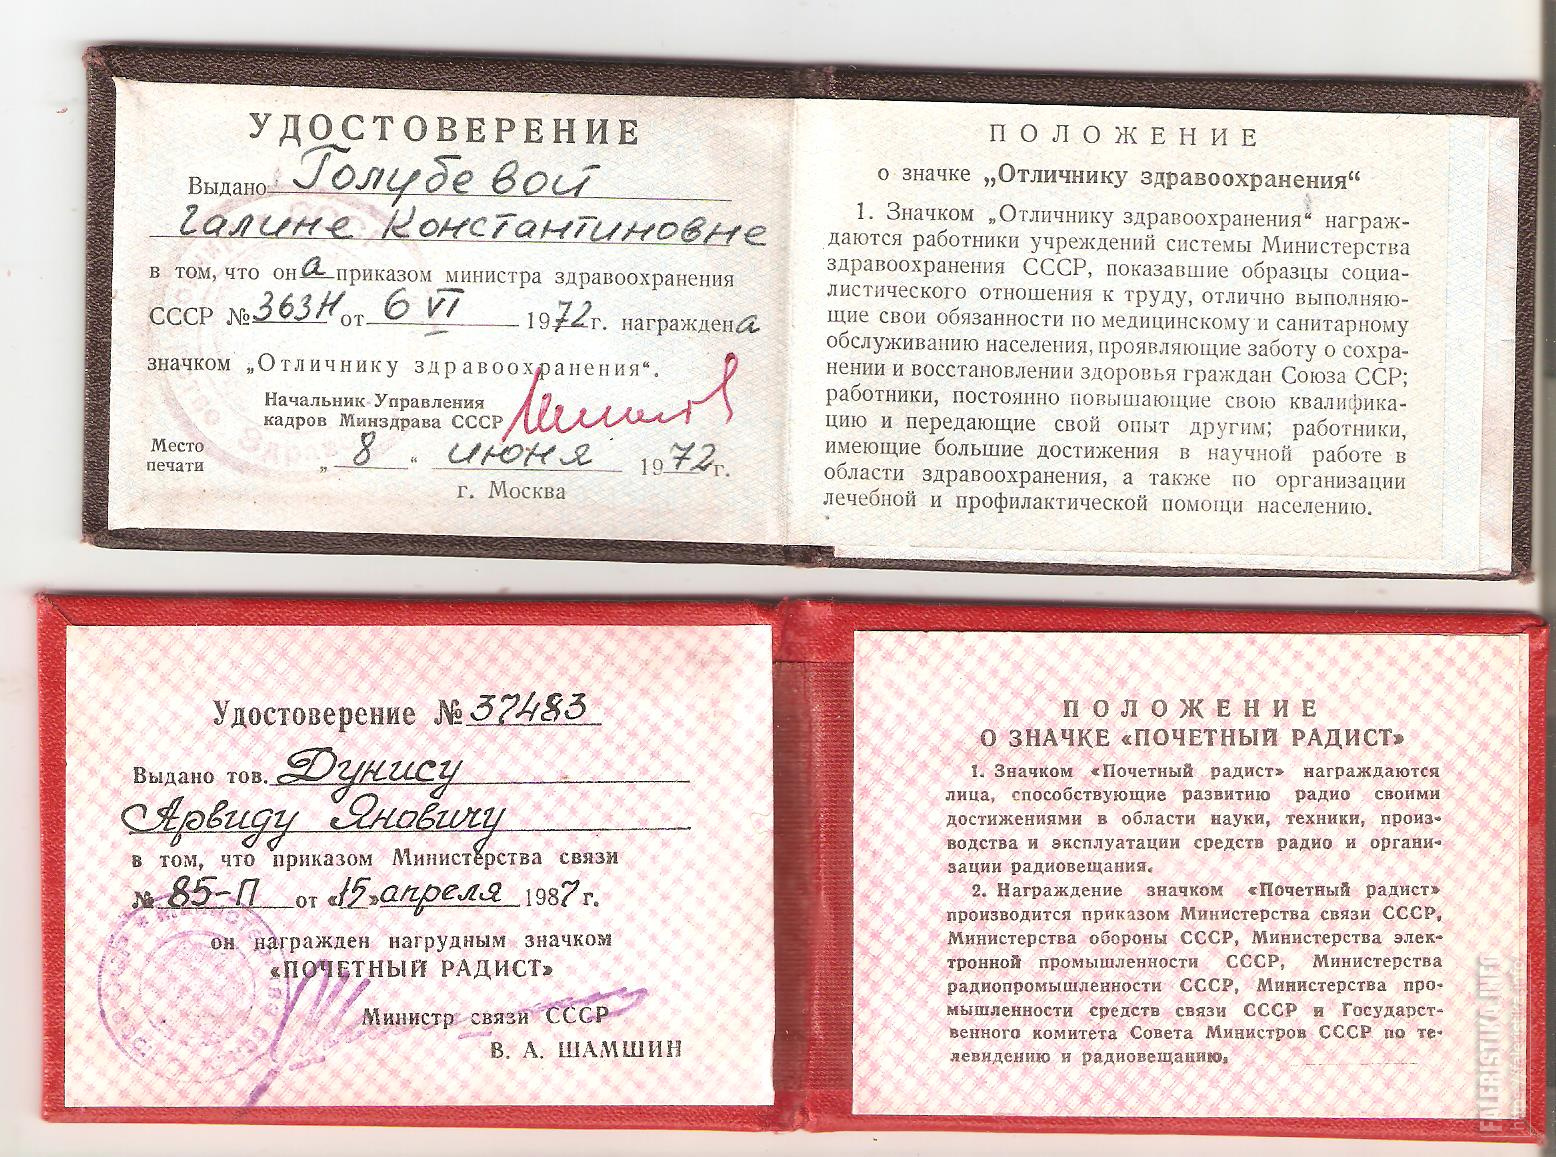 УДОСТОВЕРЕНИЕ
Выдано Голубевой
Галине Константиновне
в том, что она приказом министра здравоохранения
СССР № 363Н от 6 VI 1972 г. награждена
значком „Отличнику здравоохранения“.
Начальник Управления
кадров Минздрава СССР
Место
печати
„ 8 “ июня 1972 г.
г. Москва
ПОЛОЖЕНИЕ
о значке „Отличнику здравоохранения“
1. Значком „Отличнику здравоохранения“ награж-
даются работники учреждений системы Министерства
здравоохранения СССР, показавшие образцы социа-
листического отношения к труду, отлично выполняю-
щие свои обязанности по медицинскому и санитарному
обслуживанию населения, проявляющие заботу о сохра-
нении и восстановлении здоровья граждан Союза ССР;
работники, постоянно повышающие свою квалифика-
цию и передающие свой опыт другим; работники,
имеющие большие достижения в научной работе в
области здравоохранения, а также по организации
лечебной и профилактической помощи населению.
Удостоверение № 37483
Выдано тов. Дунису
Арвиду Яновичу
в том, что приказом Министерства связи
№ 85-П от «15» апреля 1987 г.
он награжден нагрудным значком
«ПОЧЕТНЫЙ РАДИСТ»
Министр связи СССР
В. А. ШАМШИН
ПОЛОЖЕНИЕ
О ЗНАЧКЕ «ПОЧЕТНЫЙ РАДИСТ»
1. Значком «Почетный радист» награждаются
лица, способствующие развитию радио своими
достижениями в области науки, техники, произ-
водства и эксплуатации средств радио и органи-
зации радиовещания.
2. Награждение значком «Почетный радист»
производится приказом Министерства связи СССР,
Министерства обороны СССР, Министерства элек-
тронной промышленности СССР, Министерства
радиопромышленности СССР, Министерства про-
мышленности средств связи СССР и Государст-
венного комитета Совета Министров СССР по те-
левидению и радиовещанию.
FALERISTIKA.INFO